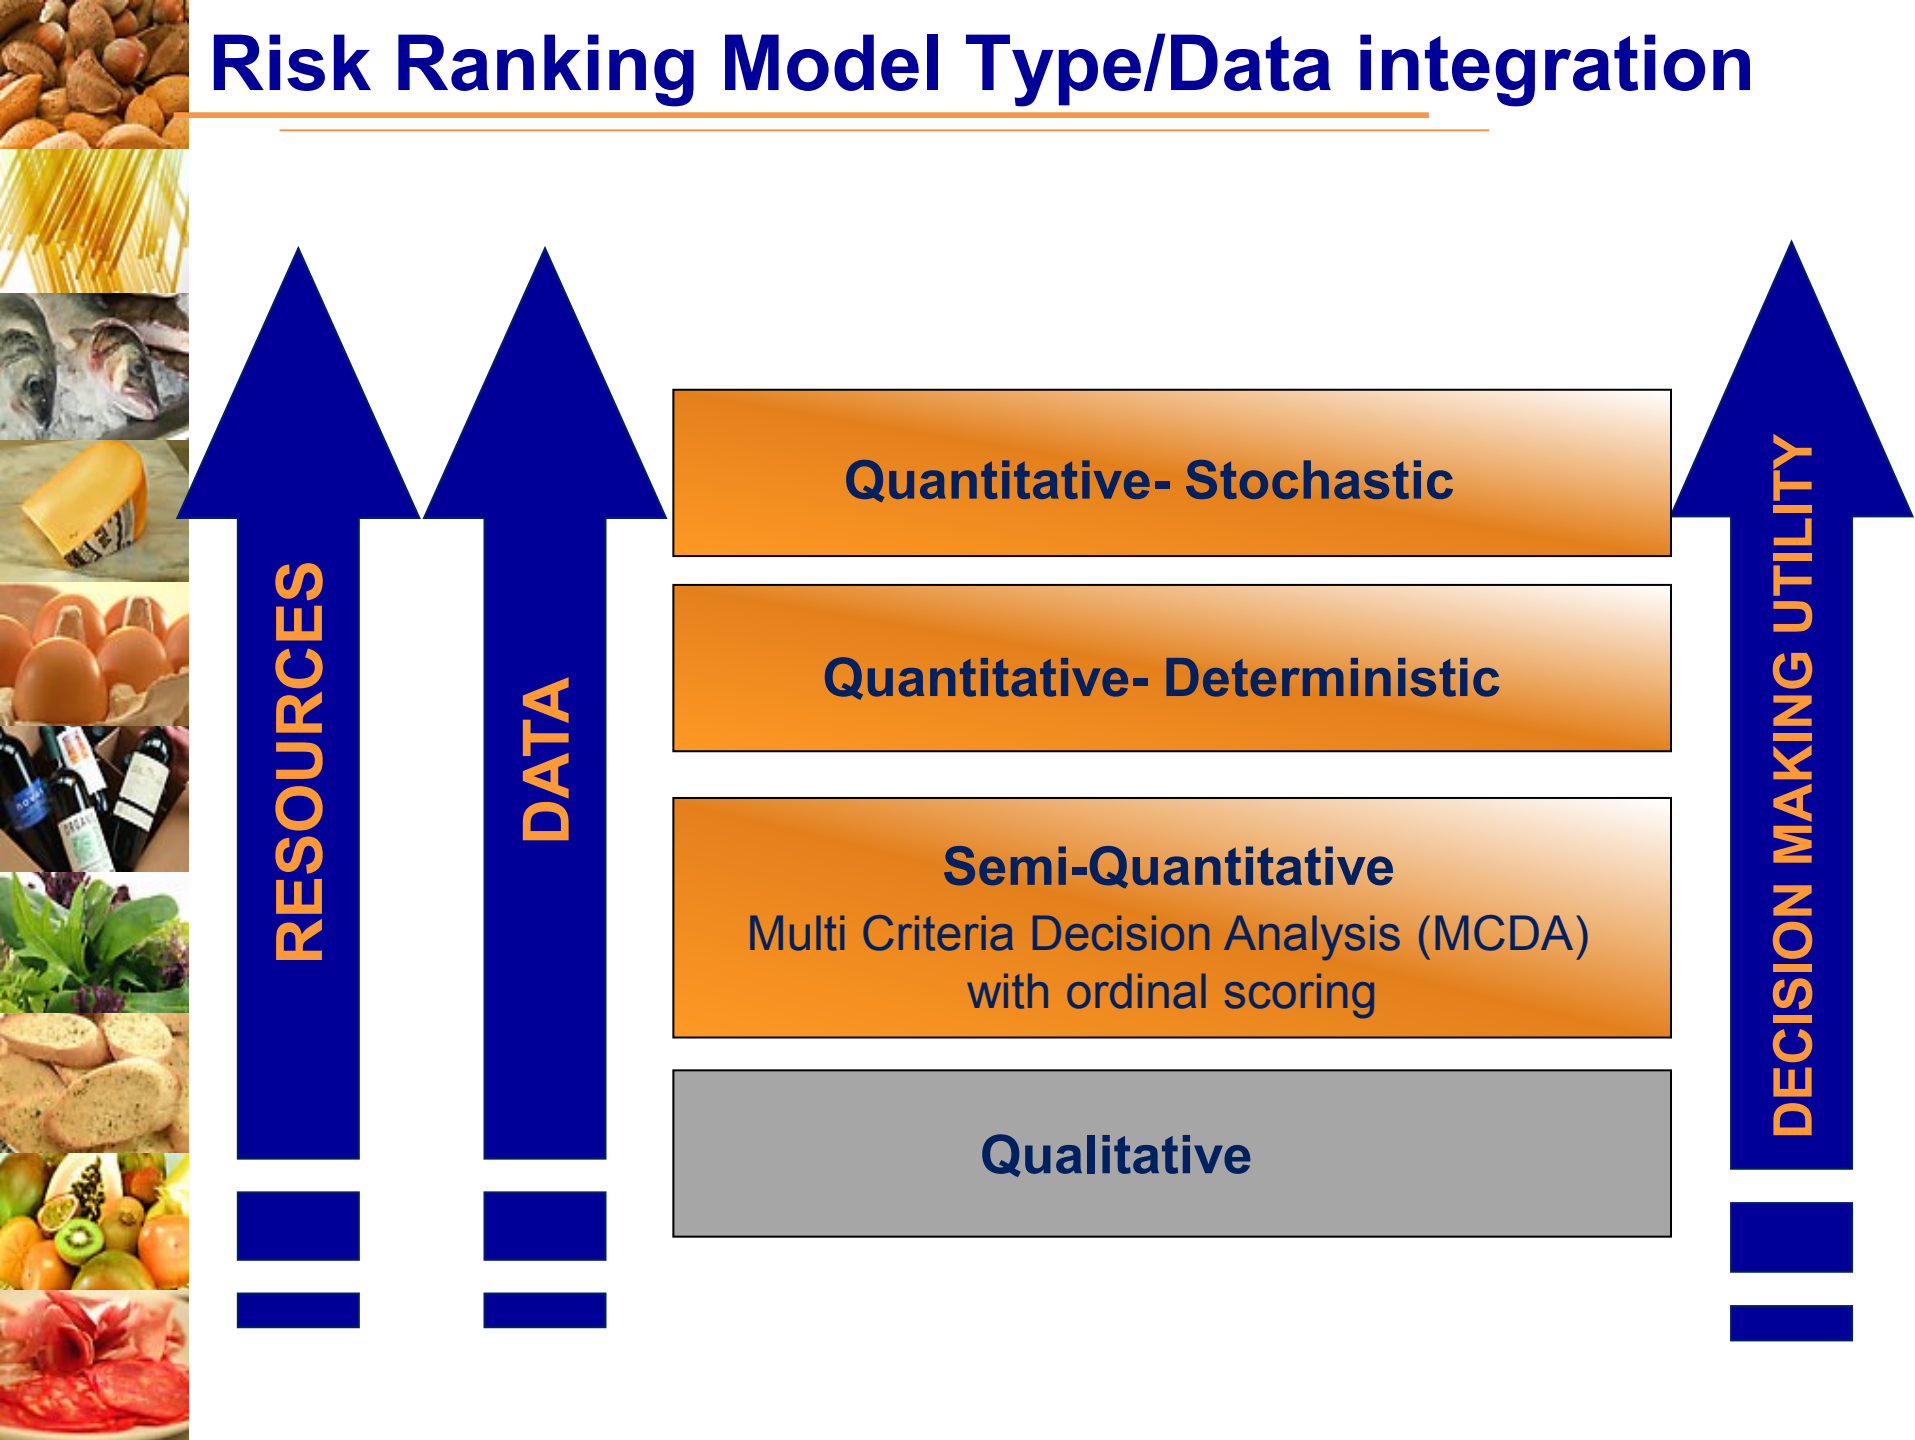 Risk Ranking Model Type/Data integration
RESOURCES
DATA
Quantitative- Stochastic
Quantitative- Deterministic
Semi-Quantitative
Multi Criteria Decision Analysis (MCDA)
with ordinal scoring
Qualitative
DECISION MAKING UTILITY